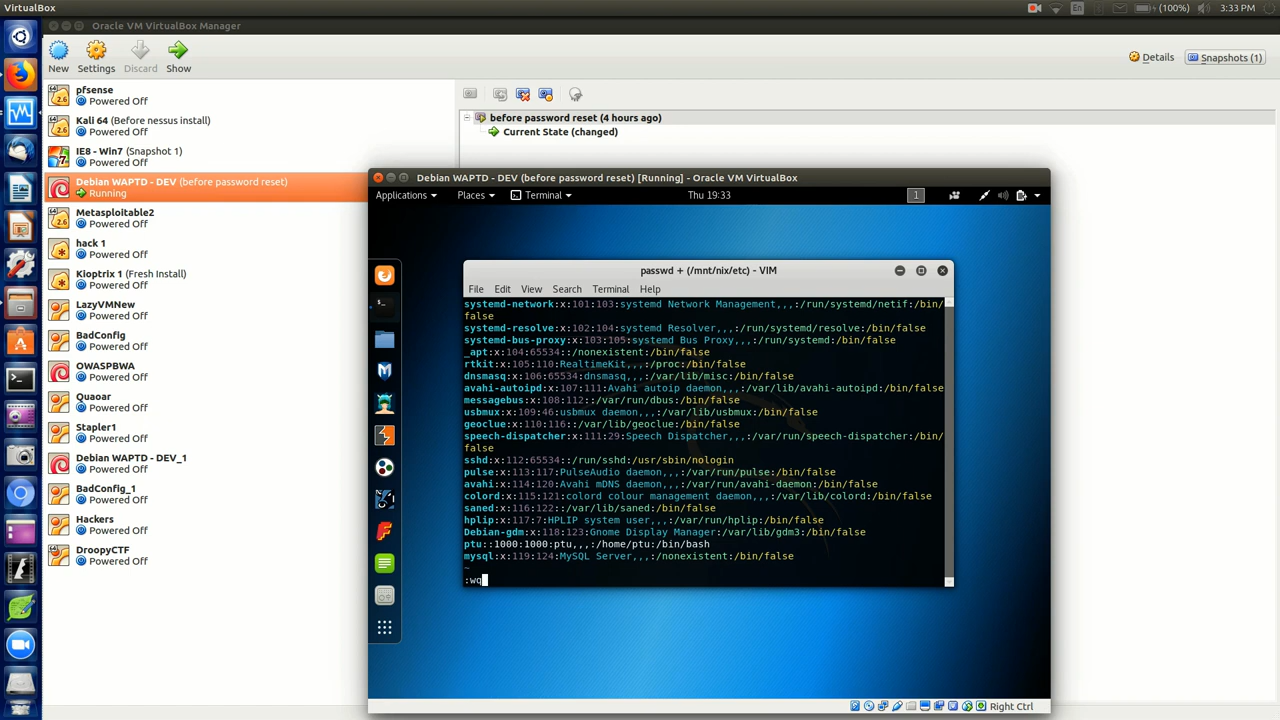 VirtualBox
En
(100%)
3:33 PM
Oracle VM VirtualBox Manager
New
Settings
Discard
Show
Details
Snapshots (1)
pfsense
Powered Off
Kali 64 (Before nessus install)
Powered Off
IE8 - Win7 (Snapshot 1)
Powered Off
Debian WAPTD - DEV (before password reset)
Running
Metasploitable2
Powered Off
hack 1
Powered Off
Kioptrix 1 (Fresh Install)
Powered Off
LazyVMNew
Powered Off
BadConfig
Powered Off
OWASPBWA
Powered Off
Quaoar
Powered Off
Stapler1
Powered Off
Debian WAPTD - DEV_1
Powered Off
BadConfig_1
Powered Off
Hackers
Powered Off
DroopyCTF
Powered Off
before password reset (4 hours ago)
Current State (changed)
Debian WAPTD - DEV (before password reset) [Running] - Oracle VM VirtualBox
Applications
Places
Terminal
Thu 19:33
1
passwd + (/mnt/nix/etc) - VIM
File Edit View Search Terminal Help
systemd-network:x:101:103:systemd Network Management,,,:/run/systemd/netif:/bin/
false
systemd-resolve:x:102:104:systemd Resolver,,,:/run/systemd/resolve:/bin/false
systemd-bus-proxy:x:103:105:systemd Bus Proxy,,,:/run/systemd:/bin/false
_apt:x:104:65534::/nonexistent:/bin/false
rtkit:x:105:110:RealtimeKit,,,:/proc:/bin/false
dnsmasq:x:106:65534:dnsmasq,,,:/var/lib/misc:/bin/false
avahi-autoipd:x:107:111:Avahi autoip daemon,,,:/var/lib/avahi-autoipd:/bin/false
messagebus:x:108:112::/var/run/dbus:/bin/false
usbmux:x:109:46:usbmux daemon,,,:/var/lib/usbmux:/bin/false
geoclue:x:110:116::/var/lib/geoclue:/bin/false
speech-dispatcher:x:111:29:Speech Dispatcher,,,:/var/run/speech-dispatcher:/bin/
false
sshd:x:112:65534::/run/sshd:/usr/sbin/nologin
pulse:x:113:117:PulseAudio daemon,,,:/var/run/pulse:/bin/false
avahi:x:114:120:Avahi mDNS daemon,,,:/var/run/avahi-daemon:/bin/false
colord:x:115:121:colord colour management daemon,,,:/var/lib/colord:/bin/false
saned:x:116:122::/var/lib/saned:/bin/false
hplip:x:117:7:HPLIP system user,,,:/var/run/hplip:/bin/false
Debian-gdm:x:118:123:Gnome Display Manager:/var/lib/gdm3:/bin/false
ptu::1000:1000:ptu,,,:/home/ptu:/bin/bash
mysql:x:119:124:MySQL Server,,,:/nonexistent:/bin/false
~
:wq
Right Ctrl